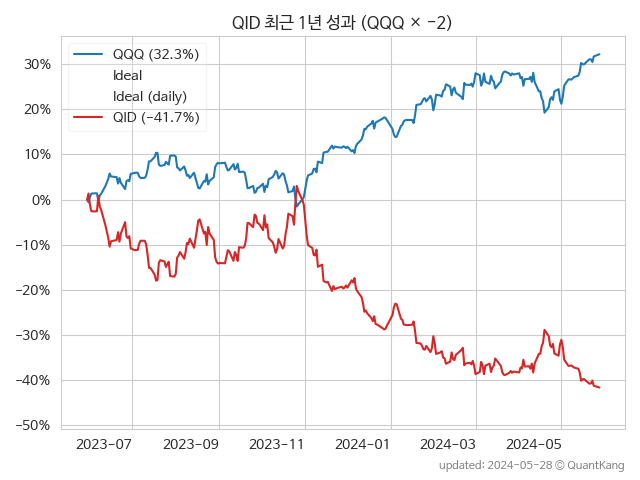 QID 최근 1년 성과 (QQQ × −2)
QQQ (32.3%)
Ideal
Ideal (daily)
QID (−41.7%)
30%
20%
10%
0%
−10%
−20%
−30%
−40%
−50%
2023-07 2023-09 2023-11 2024-01 2024-03 2024-05
updated: 2024-05-28 © QuantKang